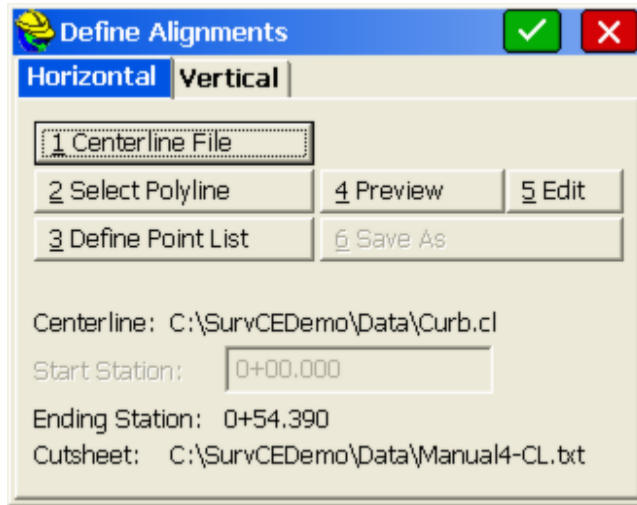 Define Alignments
Horizontal Vertical
1 Centerline File
2 Select Polyline 4 Preview 5 Edit
3 Define Point List 6 Save As
Centerline: C:\SurvCEDemo\Data\Curb.cl
Start Station: 0+00.000
Ending Station: 0+54.390
Cutsheet: C:\SurvCEDemo\Data\Manual4-CL.txt